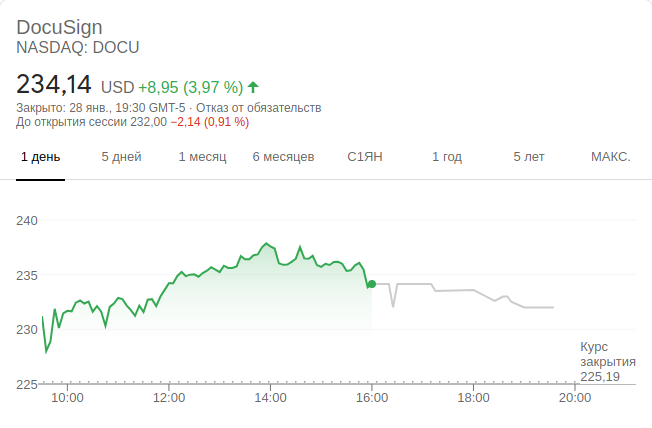 DocuSign
NASDAQ: DOCU
234,14 USD +8,95 (3,97 %)
Закрыто: 28 янв., 19:30 GMT-5 · Отказ от обязательств
До открытия сессии 232,00 −2,14 (0,91 %)
1 день 5 дней 1 месяц 6 месяцев С1ЯН 1 год 5 лет МАКС.
240
235
230
Курс
закрытия
225,19
225
10:00 12:00 14:00 16:00 18:00 20:00